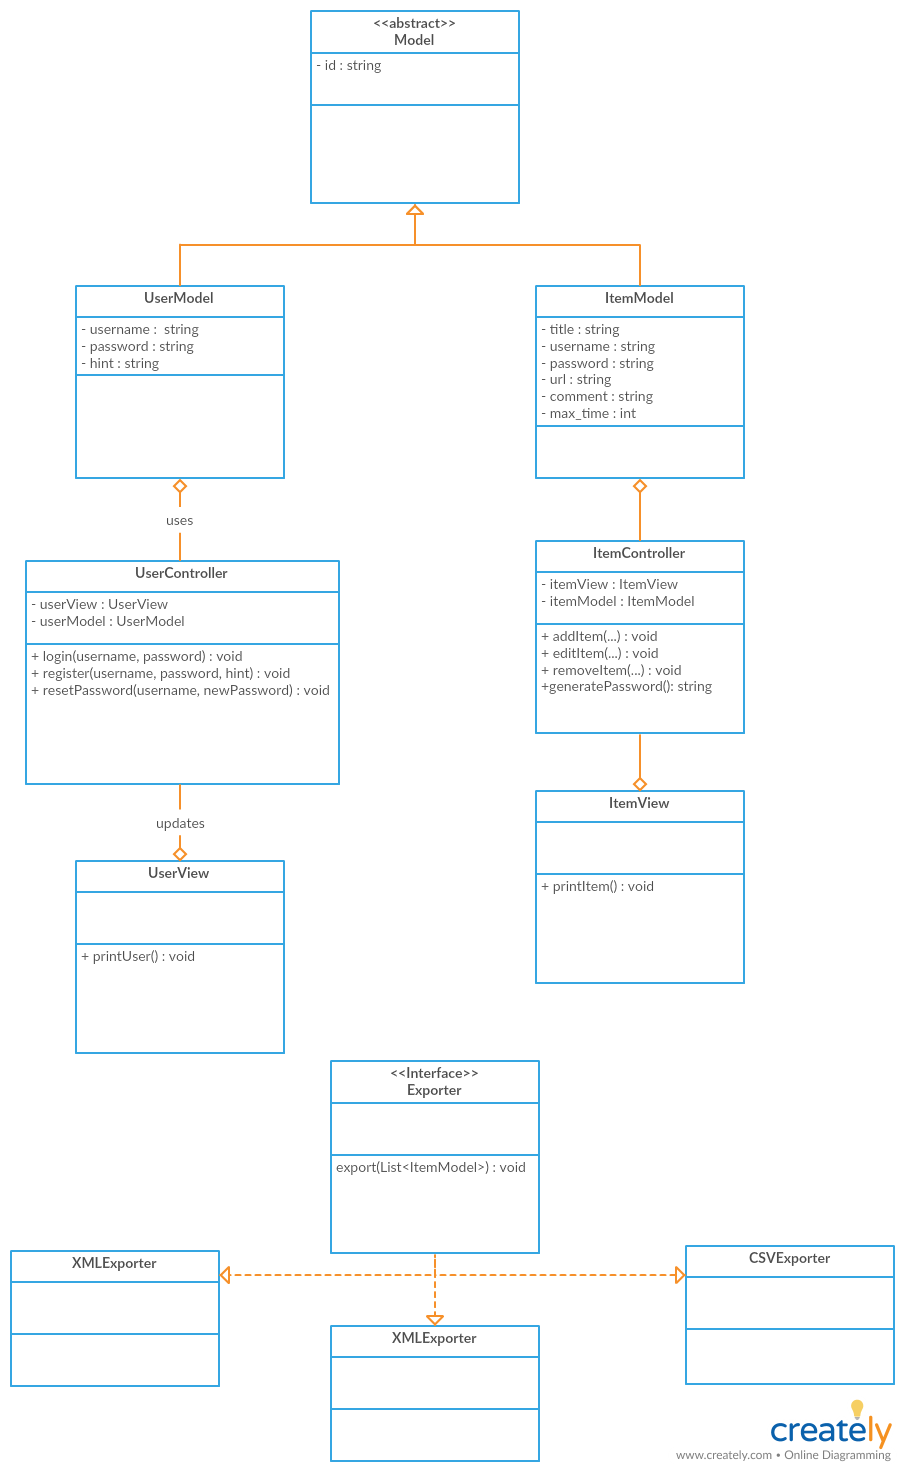 <<abstract>>
Model
- id : string
UserModel
- username :  string
- password : string
- hint : string
ItemModel
- title : string
- username : string
- password : string
- url : string
- comment : string
- max_time : int
uses
UserController
- userView : UserView
- userModel : UserModel
+ login(username, password) : void
+ register(username, password, hint) : void
+ resetPassword(username, newPassword) : void
ItemController
- itemView : ItemView
- itemModel : ItemModel
+ addItem(...) : void
+ editItem(...) : void
+ removeItem(...) : void
+generatePassword(): string
updates
UserView
+ printUser() : void
ItemView
+ printItem() : void
<<Interface>>
Exporter
export(List<ItemModel>) : void
XMLExporter
XMLExporter
CSVExporter
creately
www.creately.com • Online Diagramming